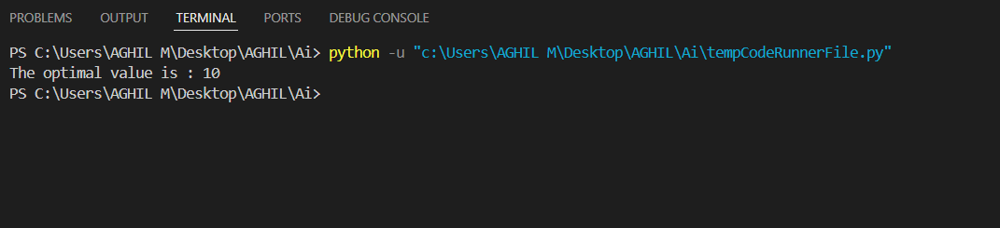 PROBLEMS OUTPUT TERMINAL PORTS DEBUG CONSOLE
PS C:\Users\AGHIL M\Desktop\AGHIL\Ai> python -u "c:\Users\AGHIL M\Desktop\AGHIL\Ai\tempCodeRunnerFile.py"
The optimal value is : 10
PS C:\Users\AGHIL M\Desktop\AGHIL\Ai>